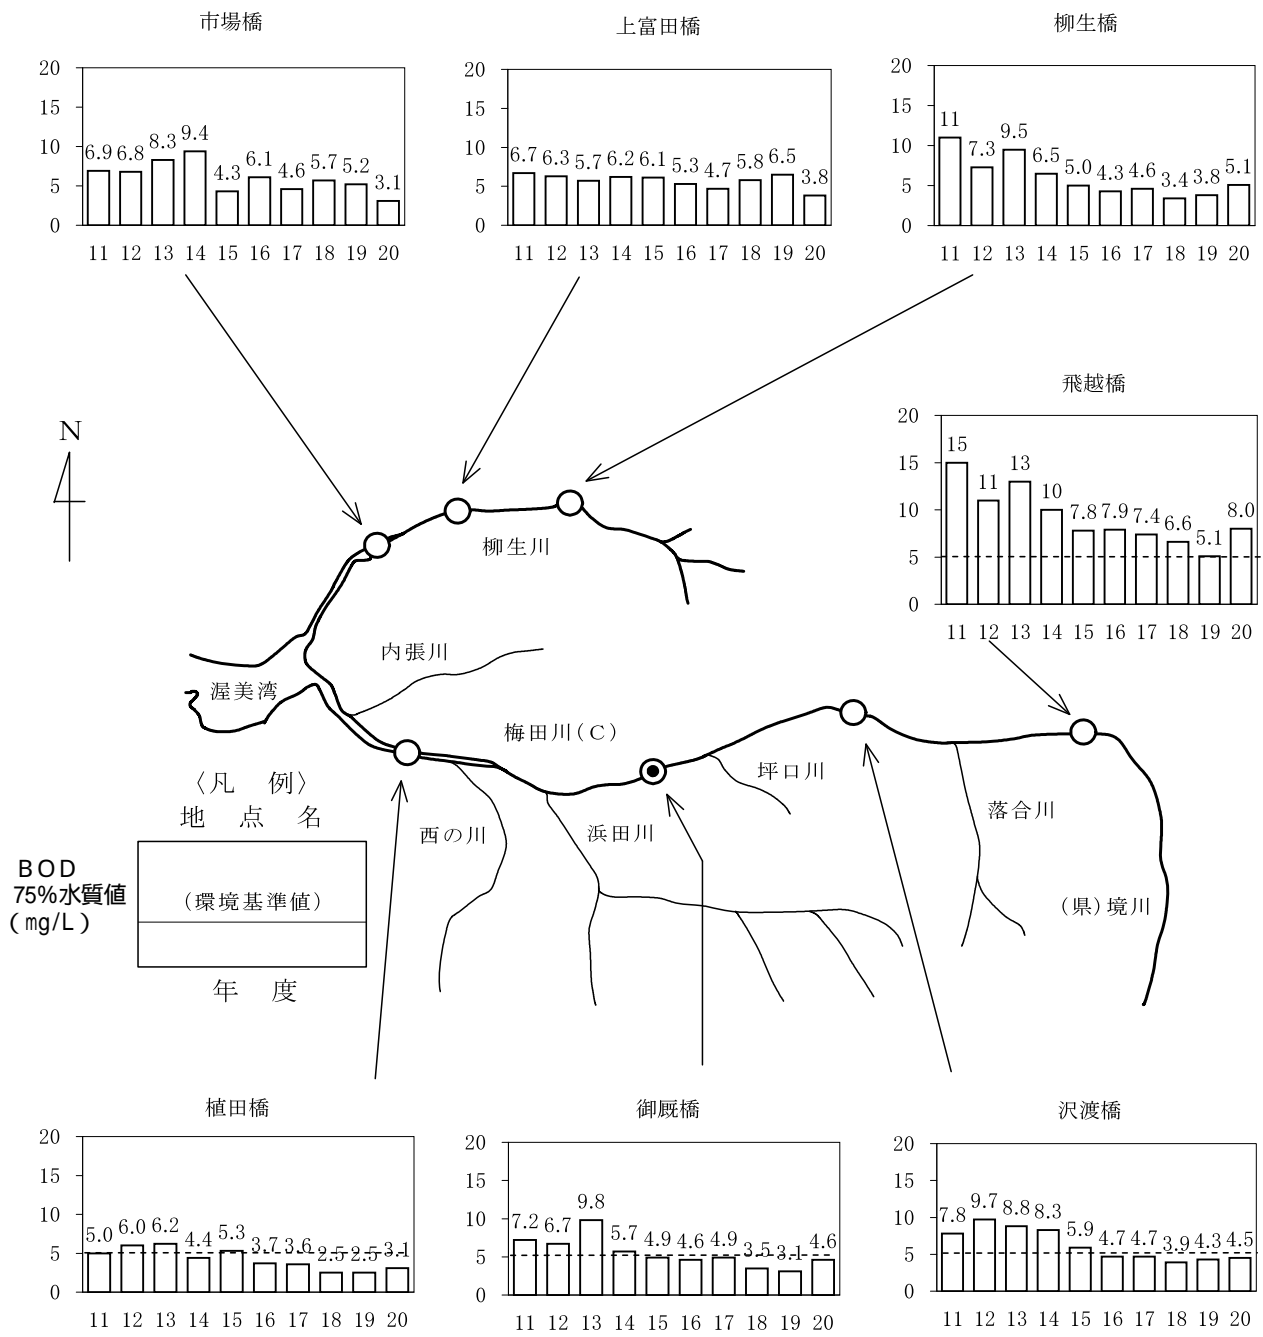 市場橋
20
15
10
5
0
6.9 6.8 8.3 9.4 4.3 6.1 4.6 5.7 5.2 3.1
11 12 13 14 15 16 17 18 19 20
上富田橋
20
15
10
5
0
6.7 6.3 5.7 6.2 6.1 5.3 4.7 5.8 6.5 3.8
11 12 13 14 15 16 17 18 19 20
柳生橋
20
15
10
5
0
11 7.3 9.5 6.5 5.0 4.3 4.6 3.4 3.8 5.1
11 12 13 14 15 16 17 18 19 20
飛越橋
20
15
10
5
0
15 11 13 10 7.8 7.9 7.4 6.6 5.1 8.0
11 12 13 14 15 16 17 18 19 20
N
柳生川
内張川
渥美湾
梅田川(C)
坪口川
落合川
西の川
浜田川
(県)境川
〈凡 例〉
地 点 名
BOD
75%水質値
(mg/L)
(環境基準値)
年 度
植田橋
20
15
10
5
0
5.0 6.0 6.2 4.4 5.3 3.7 3.6 2.5 2.5 3.1
11 12 13 14 15 16 17 18 19 20
御厩橋
20
15
10
5
0
7.2 6.7 9.8 5.7 4.9 4.6 4.9 3.5 3.1 4.6
11 12 13 14 15 16 17 18 19 20
沢渡橋
20
15
10
5
0
7.8 9.7 8.8 8.3 5.9 4.7 4.7 3.9 4.3 4.5
11 12 13 14 15 16 17 18 19 20